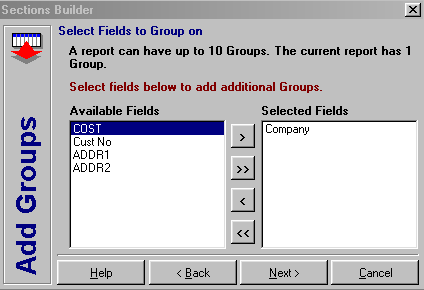 Sections Builder
Select Fields to Group on
A report can have up to 10 Groups. The current report has 1
Group.
Select fields below to add additional Groups.
Add Groups
Available Fields
COST
Cust No
ADDR1
ADDR2
>
>>
<
<<
Selected Fields
Company
Help
< Back
Next >
Cancel